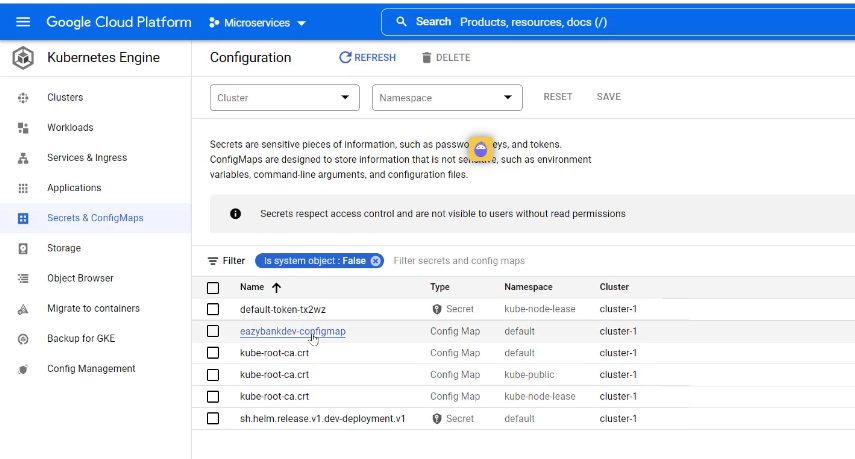 Google Cloud Platform Microservices Search Products, resources, docs (/)
Kubernetes Engine
Configuration REFRESH DELETE
Clusters
Workloads
Services & Ingress
Applications
Secrets & ConfigMaps
Storage
Object Browser
Migrate to containers
Backup for GKE
Config Management
Cluster Namespace RESET SAVE
Secrets are sensitive pieces of information, such as eys, and tokens.
ConfigMaps are designed to store information that is not such as environment
variables, command-line arguments, and configuration files.
Secrets respect access control and are not visible to users without read permissions
Filter Is system object : False Filter secrets and config maps
Name Type Namespace Cluster
default-token-tx2wz Secret kube-node-lease cluster-1
eazybankdev-configmap Config Map default cluster-1
kube-root-ca.crt Config Map default cluster-1
kube-root-ca.crt Config Map kube-public cluster-1
kube-root-ca.crt Config Map kube-node-lease cluster-1
sh.helm.release.v1.dev-deployment.v1 Secret default cluster-1